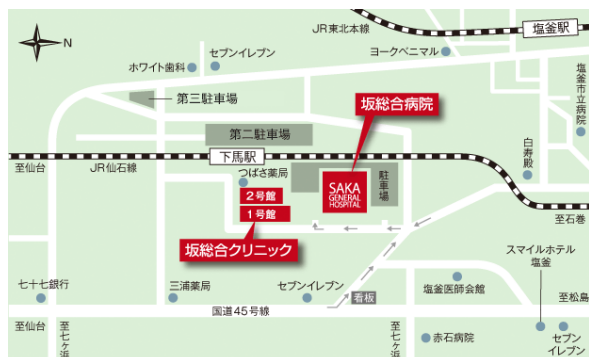 JR東北本線
塩釜駅
N
セブンイレブン
ヨークベニマル
ホワイト歯科
第三駐車場
坂総合病院
塩釜市立病院
第二駐車場
下馬駅
至仙台
JR仙石線
つばさ薬局
SAKA
GENERAL
HOSPITAL
駐車場
白寿殿
2号館
1号館
至石巻
坂総合クリニック
スマイルホテル
塩釜
七十七銀行
三浦薬局
セブンイレブン
看板
塩釜医師会館
至松島
国道45号線
至仙台
至七ヶ浜
至七ヶ浜
赤石病院
セブン
イレブン